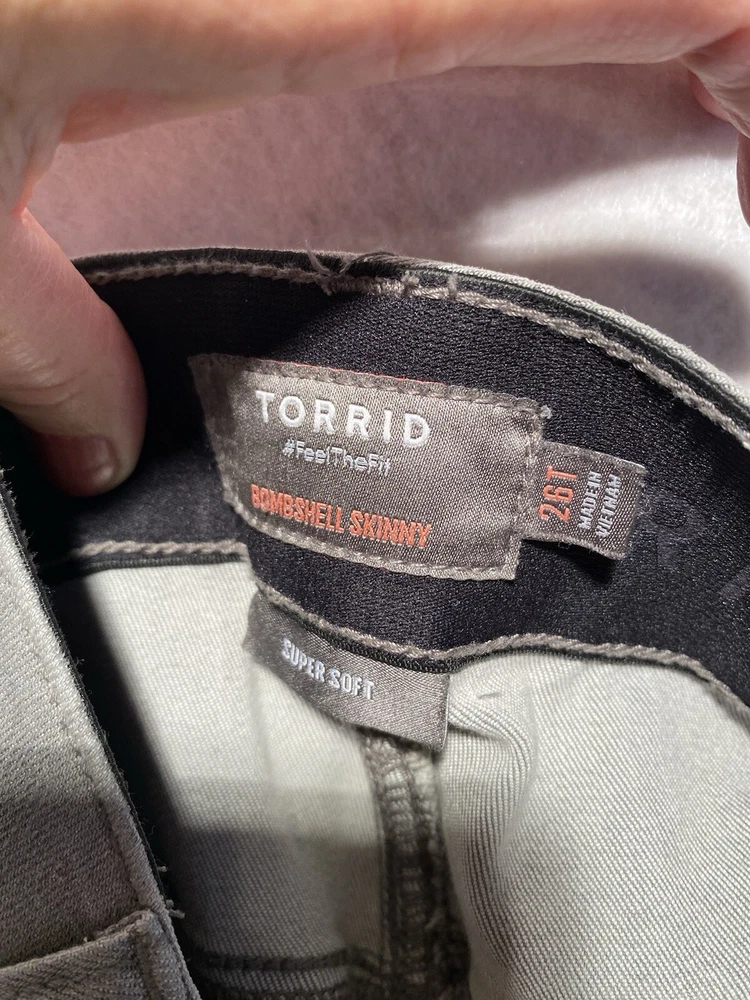 TORRID
#FeelTheFit
BOMBSHELL SKINNY
26T
MADE IN
VIETNAM
SUPER SOFT